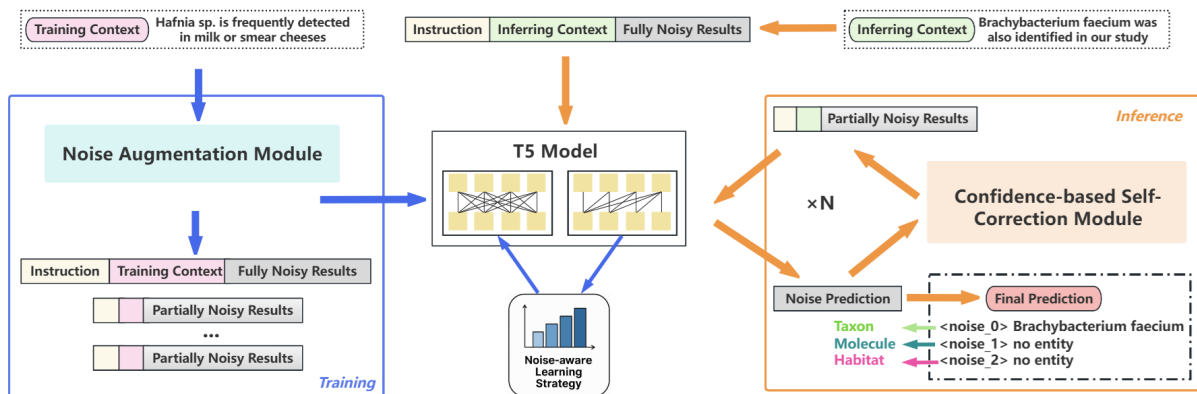 Training Context
Hafnia sp. is frequently detected
in milk or smear cheeses
Instruction Inferring Context Fully Noisy Results
Inferring Context
Brachybacterium faecium was
also identified in our study
Noise Augmentation Module
Instruction Training Context Fully Noisy Results
Partially Noisy Results
...
Partially Noisy Results
Training
T5 Model
Noise-aware
Learning
Strategy
Partially Noisy Results
Inference
×N
Confidence-based Self-
Correction Module
Noise Prediction
Final Prediction
Taxon <noise_0> Brachybacterium faecium
Molecule <noise_1> no entity
Habitat <noise_2> no entity